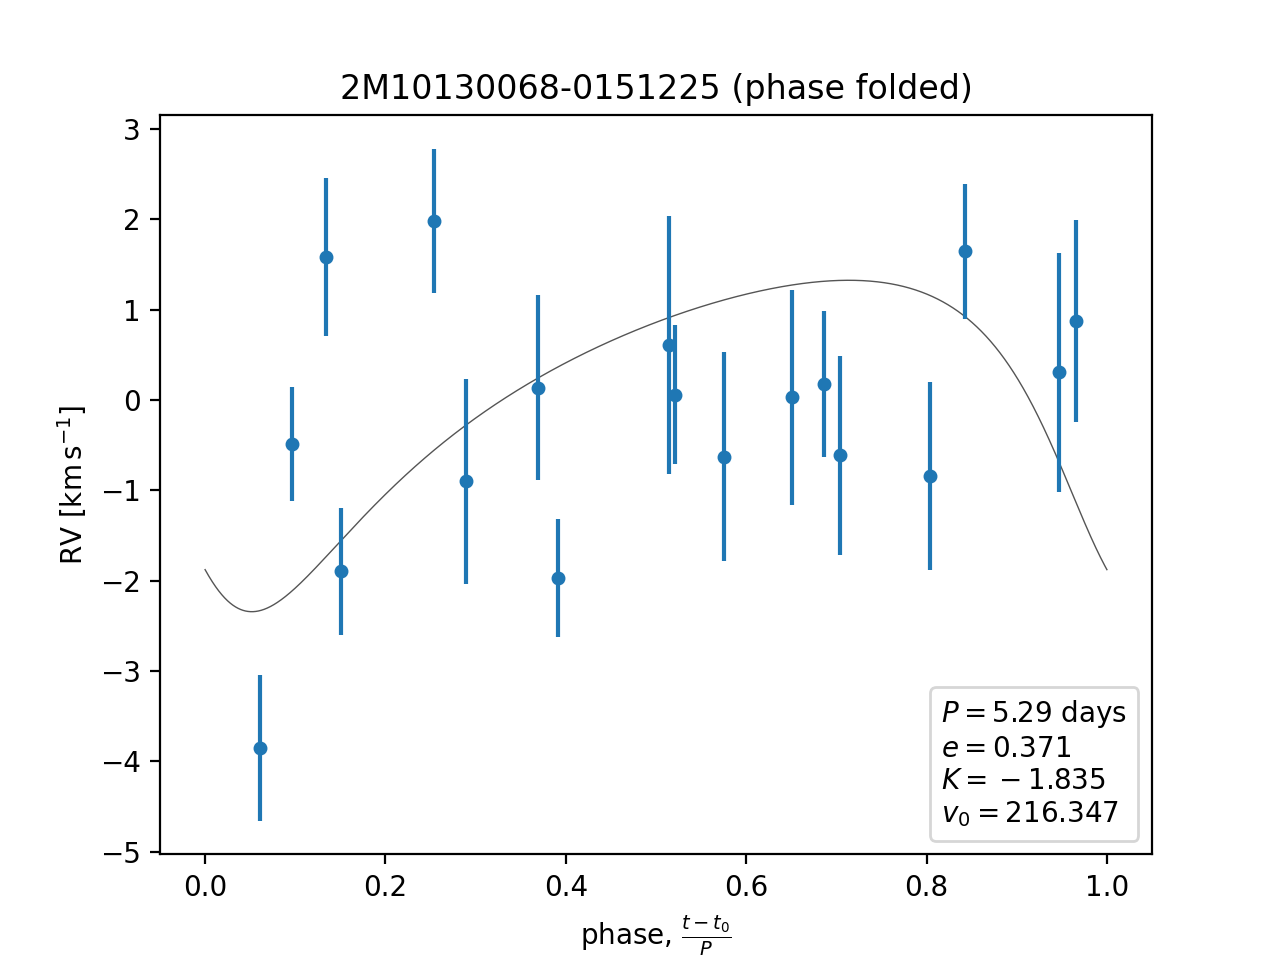 2M10130068-0151225 (phase folded)
3
2
1
0
−1
−2
−3
−4
−5
RV [km s⁻¹]
P = 5.29 days
e = 0.371
K = −1.835
v₀ = 216.347
0.0 0.2 0.4 0.6 0.8 1.0
phase, (t − t₀)/P